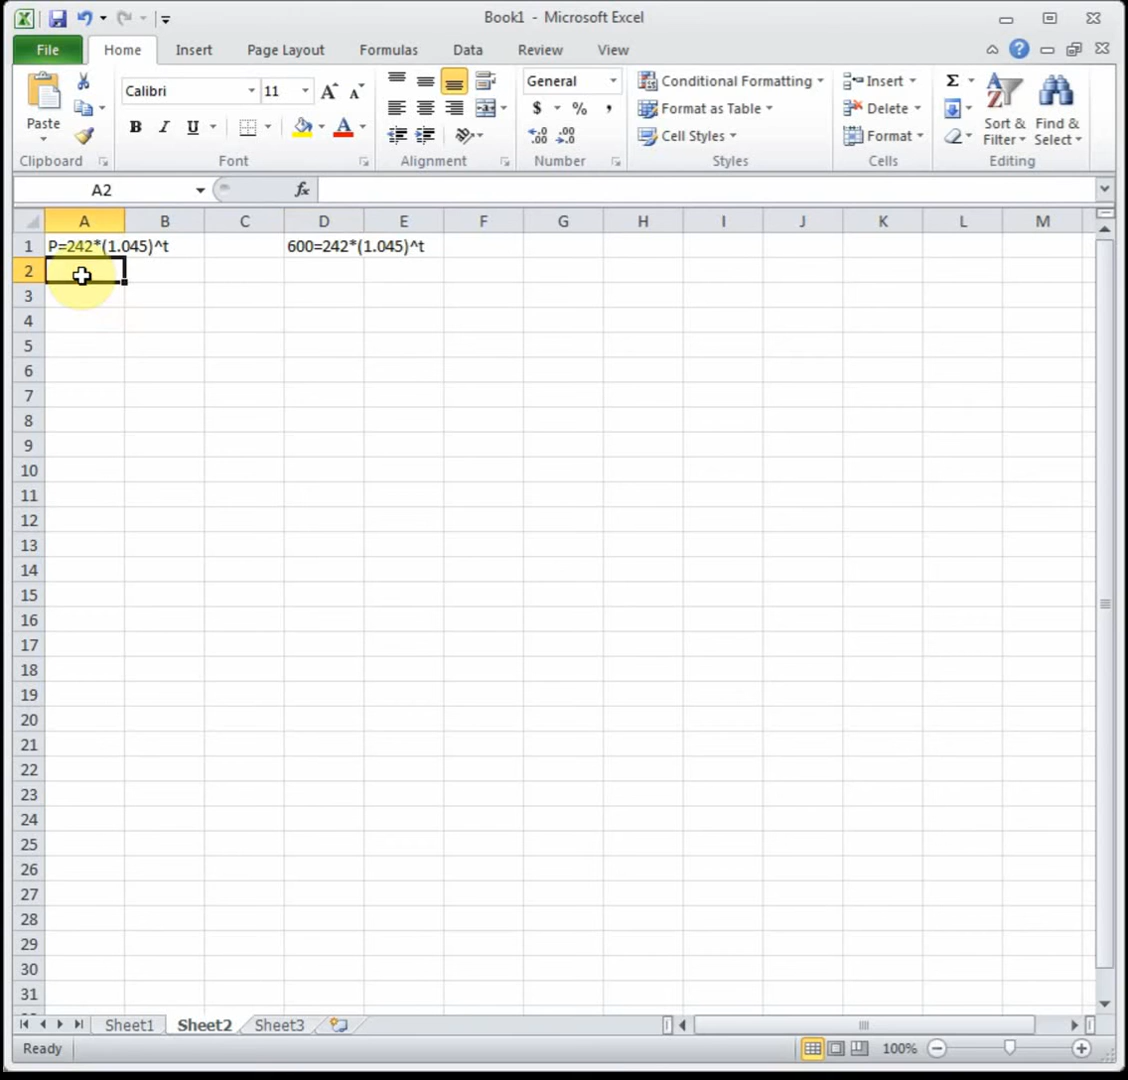 Book1 - Microsoft Excel
File Home Insert Page Layout Formulas Data Review View
Paste
Clipboard
Calibri 11
B I U A
Font
Alignment
General
$ % ,
Number
Conditional Formatting
Format as Table
Cell Styles
Styles
Insert
Delete
Format
Cells
Σ
Sort & Filter
Find & Select
Editing
A2 fx
A B C D E F G H I J K L M
1 P=242*(1.045)^t 600=242*(1.045)^t
2
3
4
5
6
7
8
9
10
11
12
13
14
15
16
17
18
19
20
21
22
23
24
25
26
27
28
29
30
31
Sheet1 Sheet2 Sheet3
Ready 100%